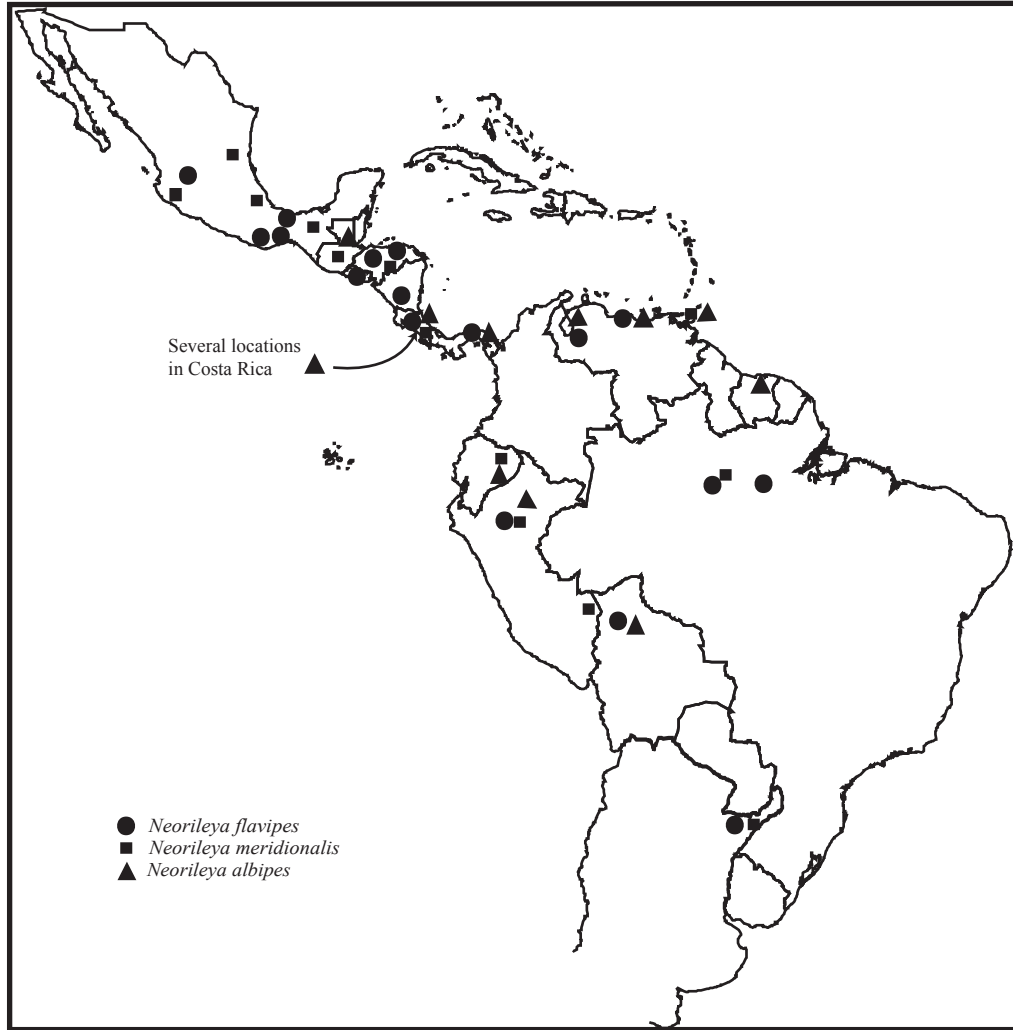 Several locations
in Costa Rica
Neorileya flavipes
Neorileya meridionalis
Neorileya albipes